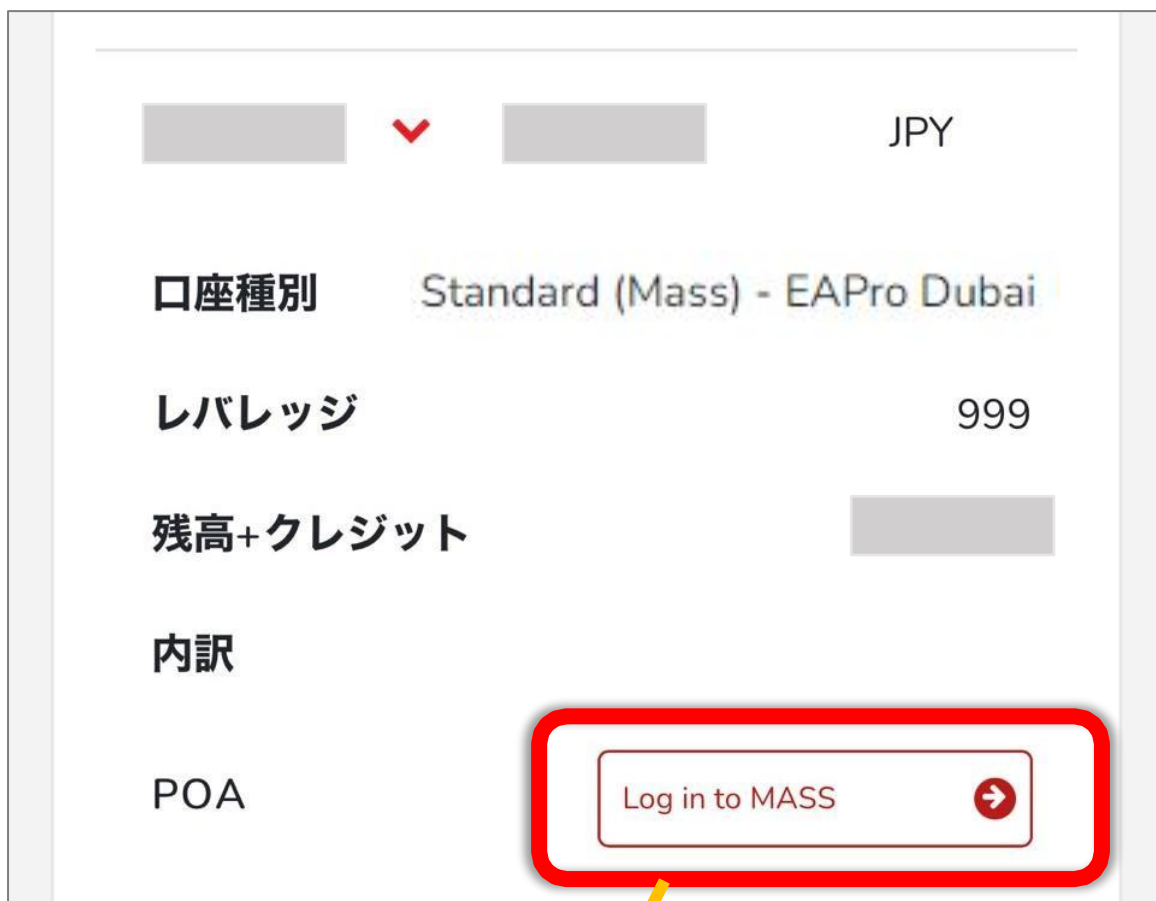 JPY
口座種別 Standard (Mass) - EAPro Dubai
レバレッジ 999
残高+クレジット
内訳
POA Log in to MASS